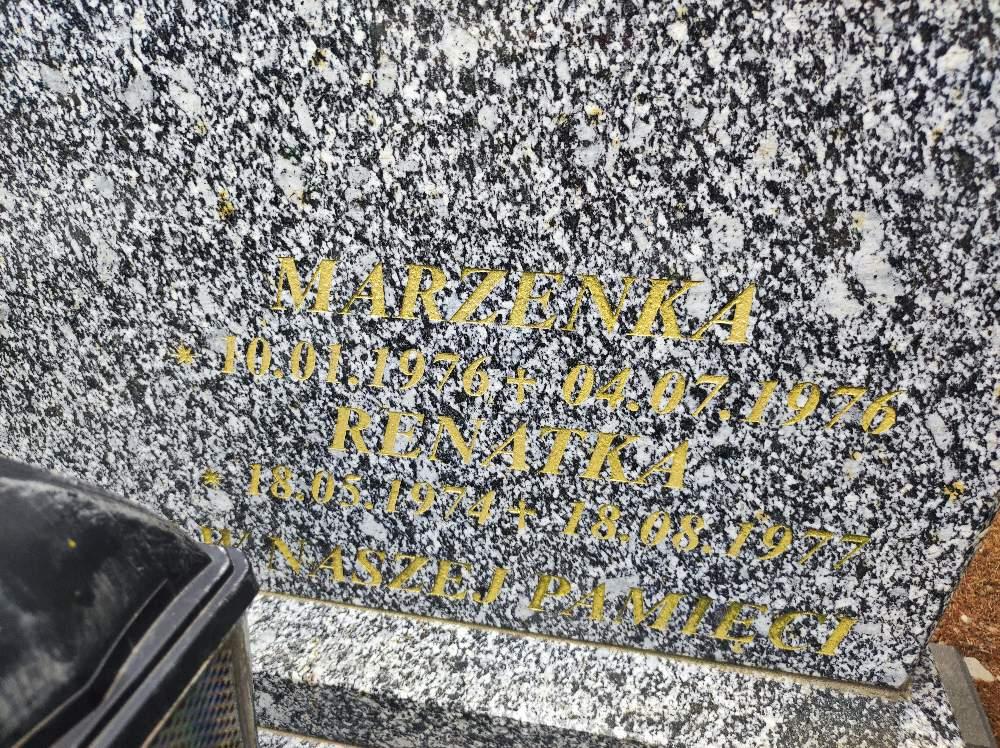 MARZENKA
* 10.01.1976 + 04.07.1976
RENATKA
* 18.05.1974 + 18.08.1977
W NASZEJ PAMIĘCI